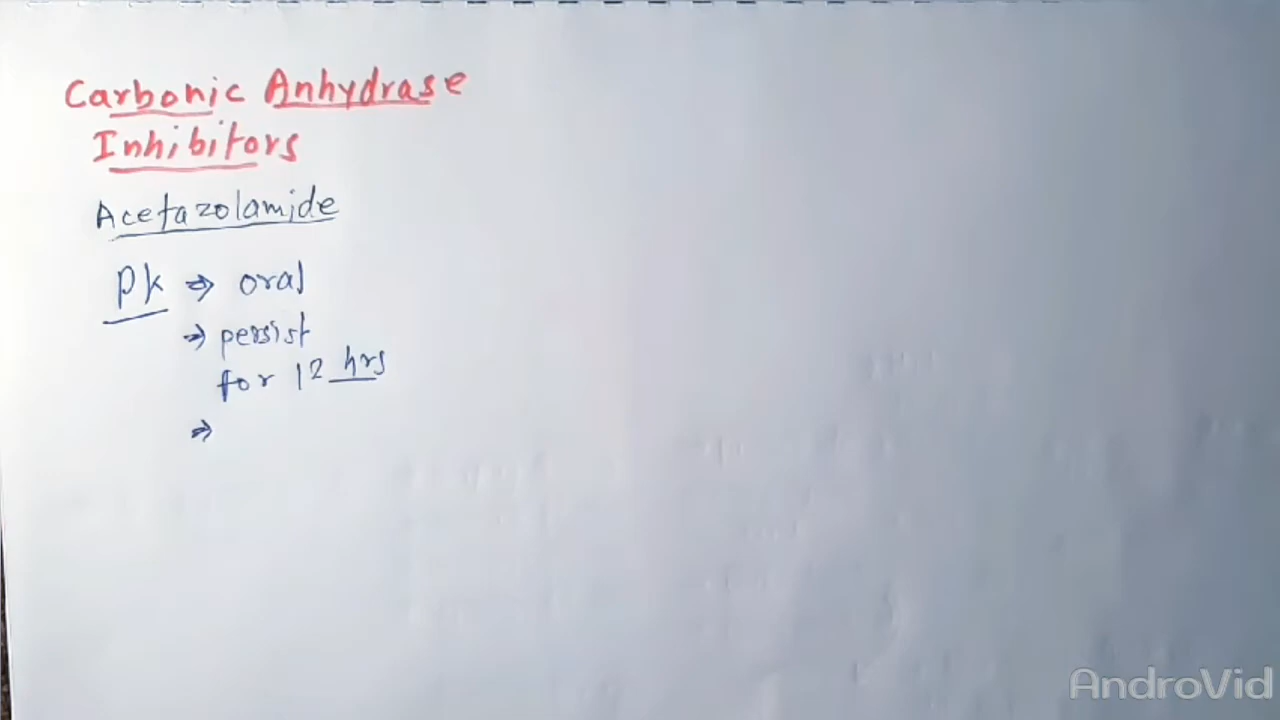 Carbonic Anhydrase
Inhibitors
Acetazolamide
PK ⇒ oral
⇒ persist
for 12 hrs
⇒
AndroVid